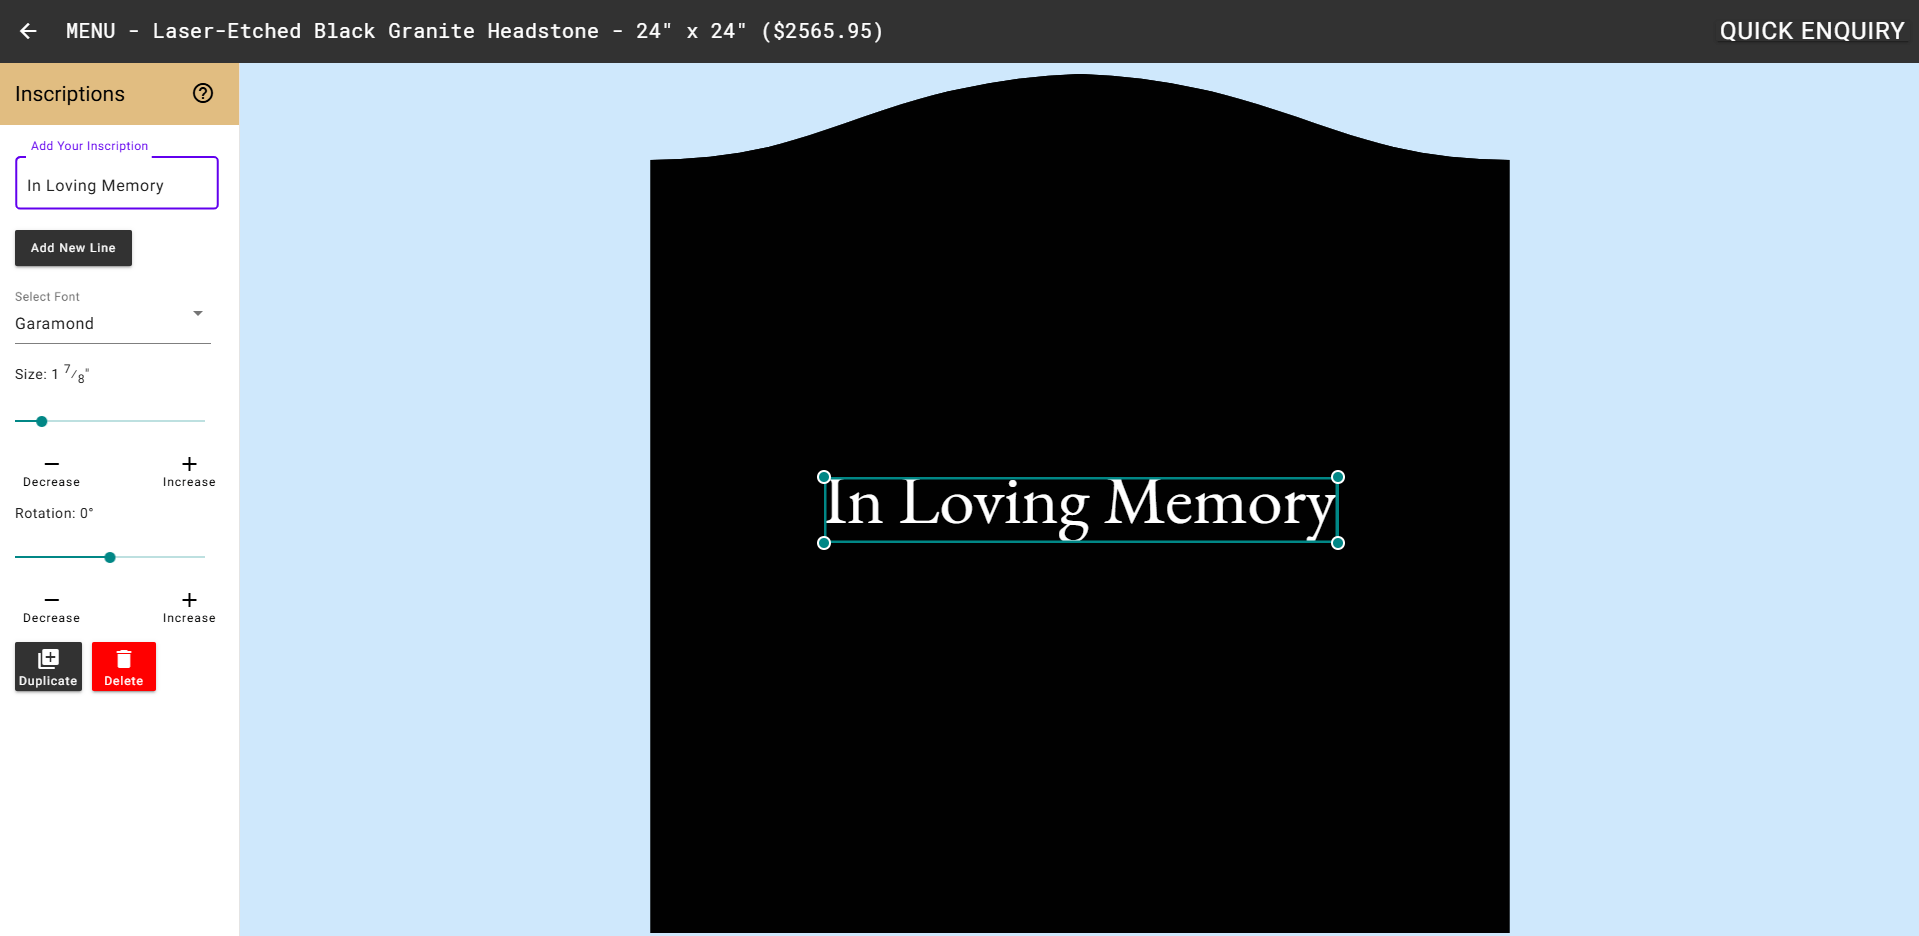 MENU - Laser-Etched Black Granite Headstone - 24" x 24" ($2565.95)
QUICK ENQUIRY
Inscriptions
Add Your Inscription
In Loving Memory
Add New Line
Select Font
Garamond
Size: 1 7/8"
Decrease
Increase
Rotation: 0°
Decrease
Increase
Duplicate
Delete
In Loving Memory